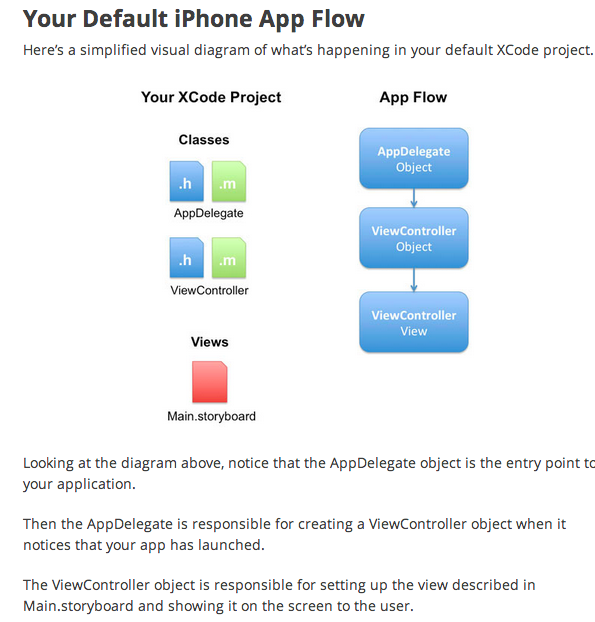 Your Default iPhone App Flow
Here's a simplified visual diagram of what's happening in your default XCode project.
Your XCode Project
Classes
.h .m
AppDelegate
.h .m
ViewController
Views
Main.storyboard
App Flow
AppDelegate
Object
ViewController
Object
ViewController
View
Looking at the diagram above, notice that the AppDelegate object is the entry point to
your application.
Then the AppDelegate is responsible for creating a ViewController object when it
notices that your app has launched.
The ViewController object is responsible for setting up the view described in
Main.storyboard and showing it on the screen to the user.